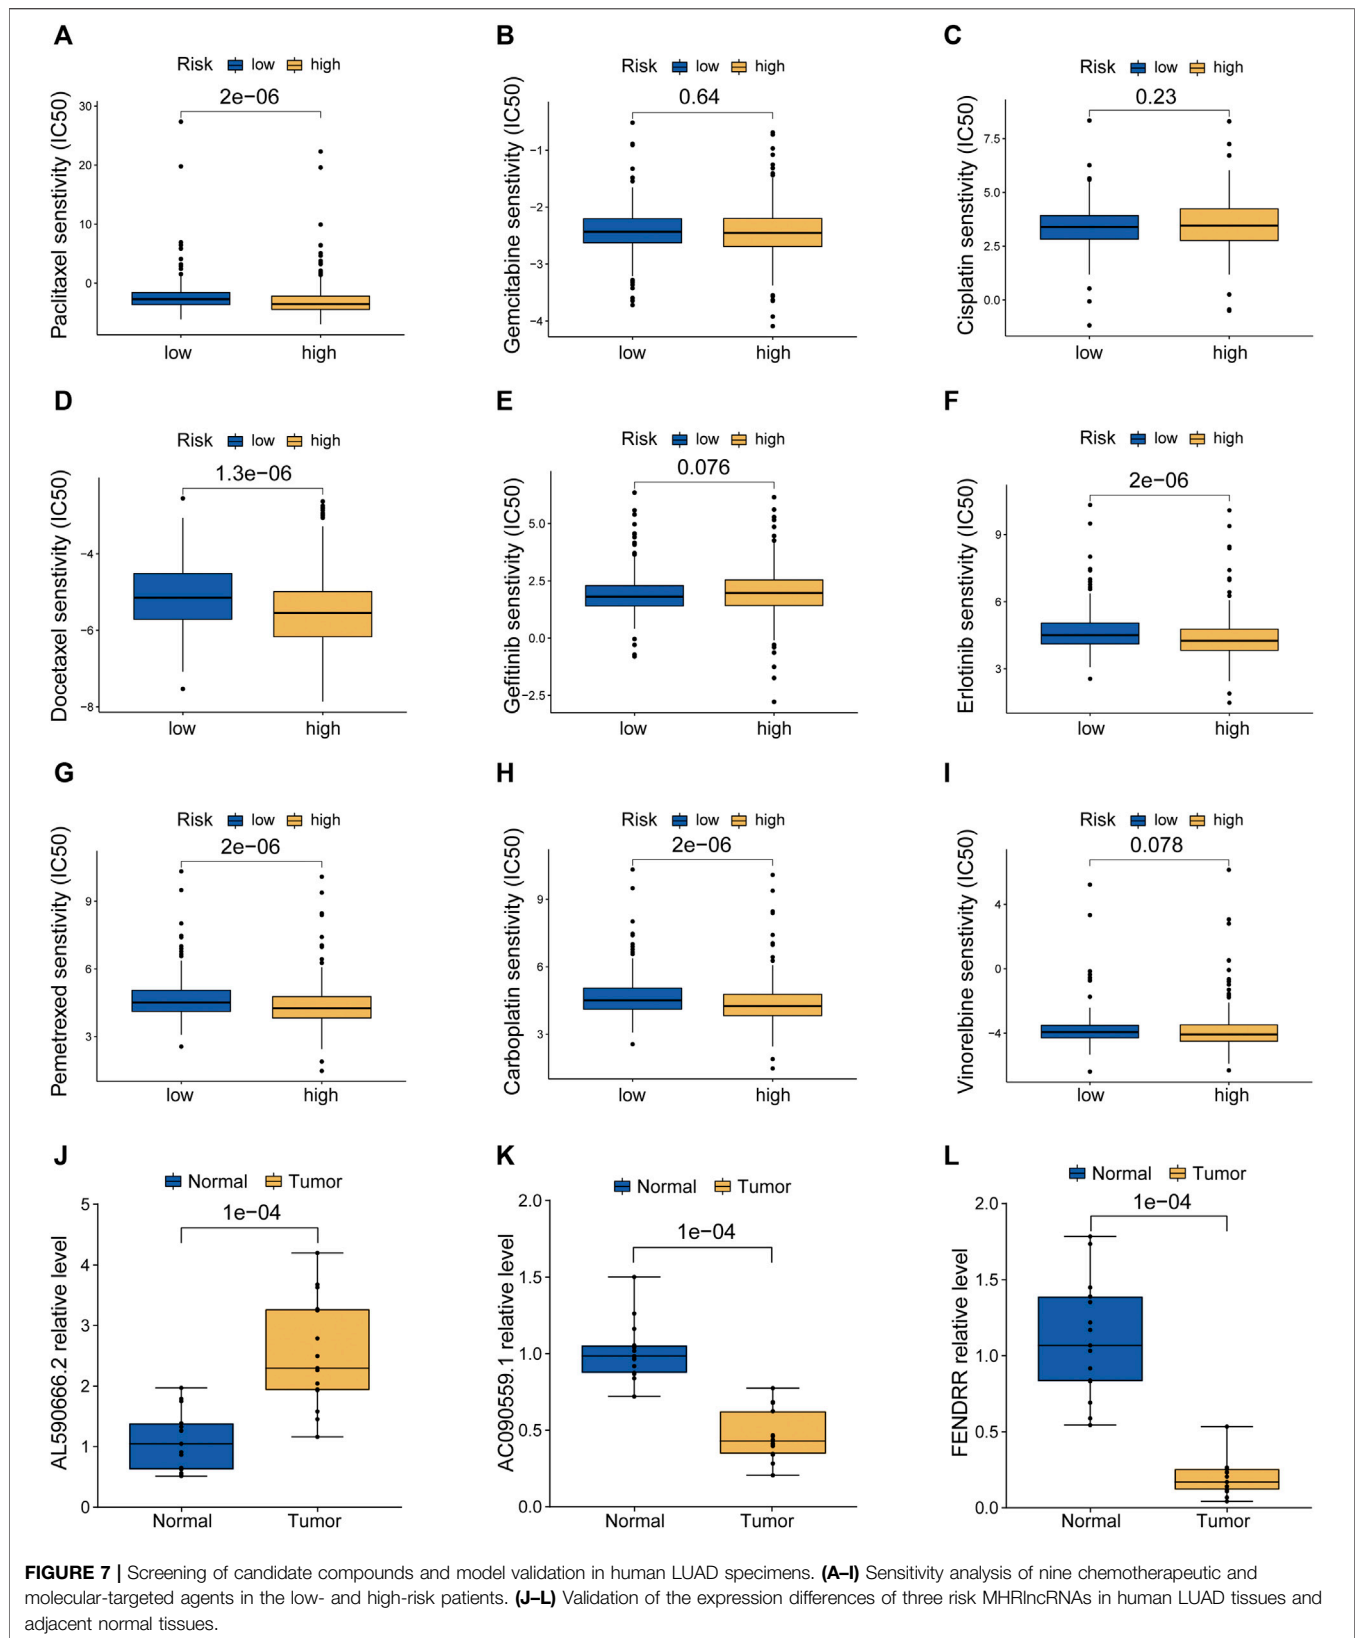 A
Risk low high
2e−06
Paclitaxel senstivity (IC50)
30
20
10
0
low high
B
Risk low high
0.64
Gemcitabine senstivity (IC50)
−1
−2
−3
−4
low high
C
Risk low high
0.23
Cisplatin senstivity (IC50)
7.5
5.0
2.5
0.0
low high
D
Risk low high
1.3e−06
Docetaxel senstivity (IC50)
−4
−6
−8
low high
E
Risk low high
0.076
Gefitinib senstivity (IC50)
5.0
2.5
0.0
−2.5
low high
F
Risk low high
2e−06
Erlotinib senstivity (IC50)
9
6
3
low high
G
Risk low high
2e−06
Pemetrexed senstivity (IC50)
9
6
3
low high
H
Risk low high
2e−06
Carboplatin senstivity (IC50)
9
6
3
low high
I
Risk low high
0.078
Vinorelbine senstivity (IC50)
4
0
−4
low high
J
Normal Tumor
1e−04
AL590666.2 relative level
5
4
3
2
1
0
Normal Tumor
K
Normal Tumor
1e−04
AC090559.1 relative level
2.0
1.5
1.0
0.5
0.0
Normal Tumor
L
Normal Tumor
1e−04
FENDRR relative level
2.0
1.5
1.0
0.5
0.0
Normal Tumor
FIGURE 7 | Screening of candidate compounds and model validation in human LUAD specimens. (A–I) Sensitivity analysis of nine chemotherapeutic and
molecular-targeted agents in the low- and high-risk patients. (J–L) Validation of the expression differences of three risk MHRlncRNAs in human LUAD tissues and
adjacent normal tissues.